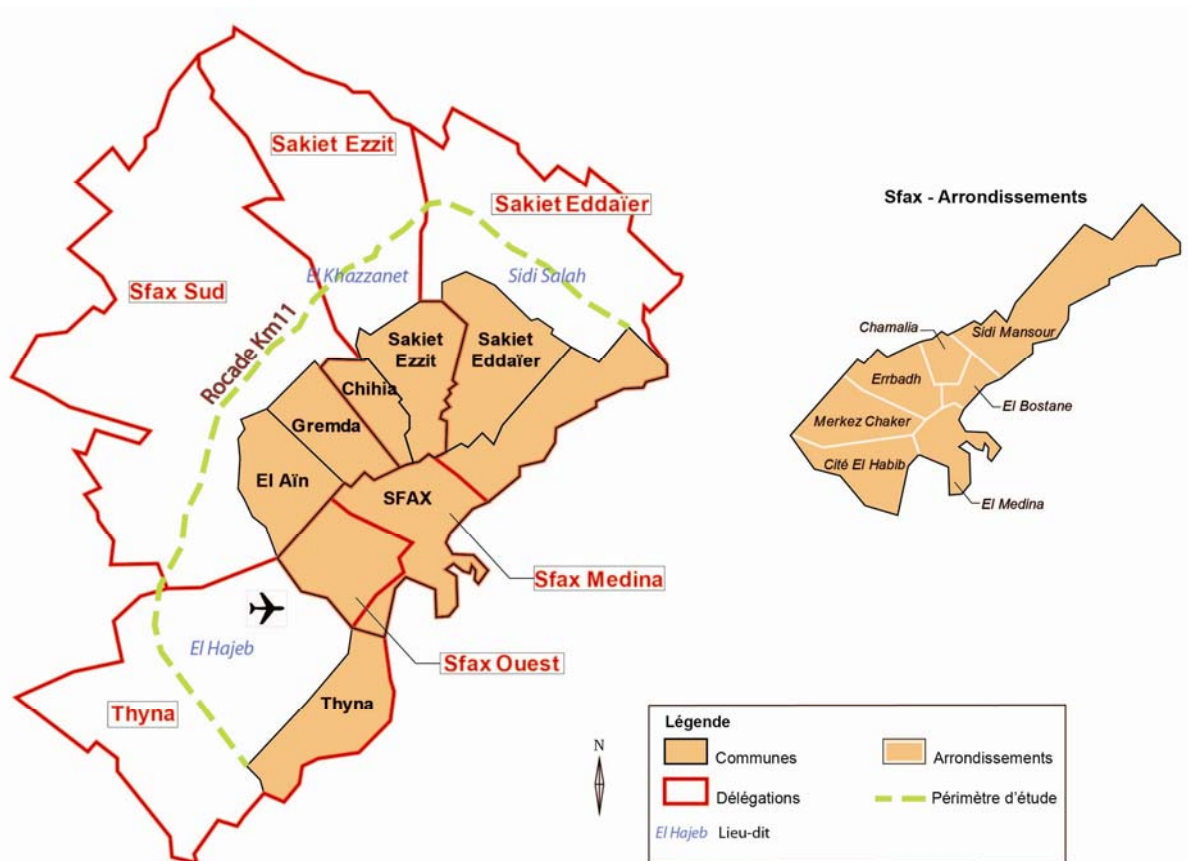 Sakiet Ezzit
Sakiet Eddaïer
Sfax Sud
El Khazzanet
Sidi Salah
Rocade Km11
Sakiet
Ezzit
Sakiet
Eddaïer
Chihia
Gremda
El Aïn
SFAX
Sfax Medina
Sfax Ouest
El Hajeb
Thyna
Thyna
Sfax - Arrondissements
Chamalia
Sidi Mansour
Errbadh
El Bostane
Merkez Chaker
Cité El Habib
El Medina
N
Légende
Communes
Arrondissements
Délégations
Périmètre d'étude
El Hajeb Lieu-dit